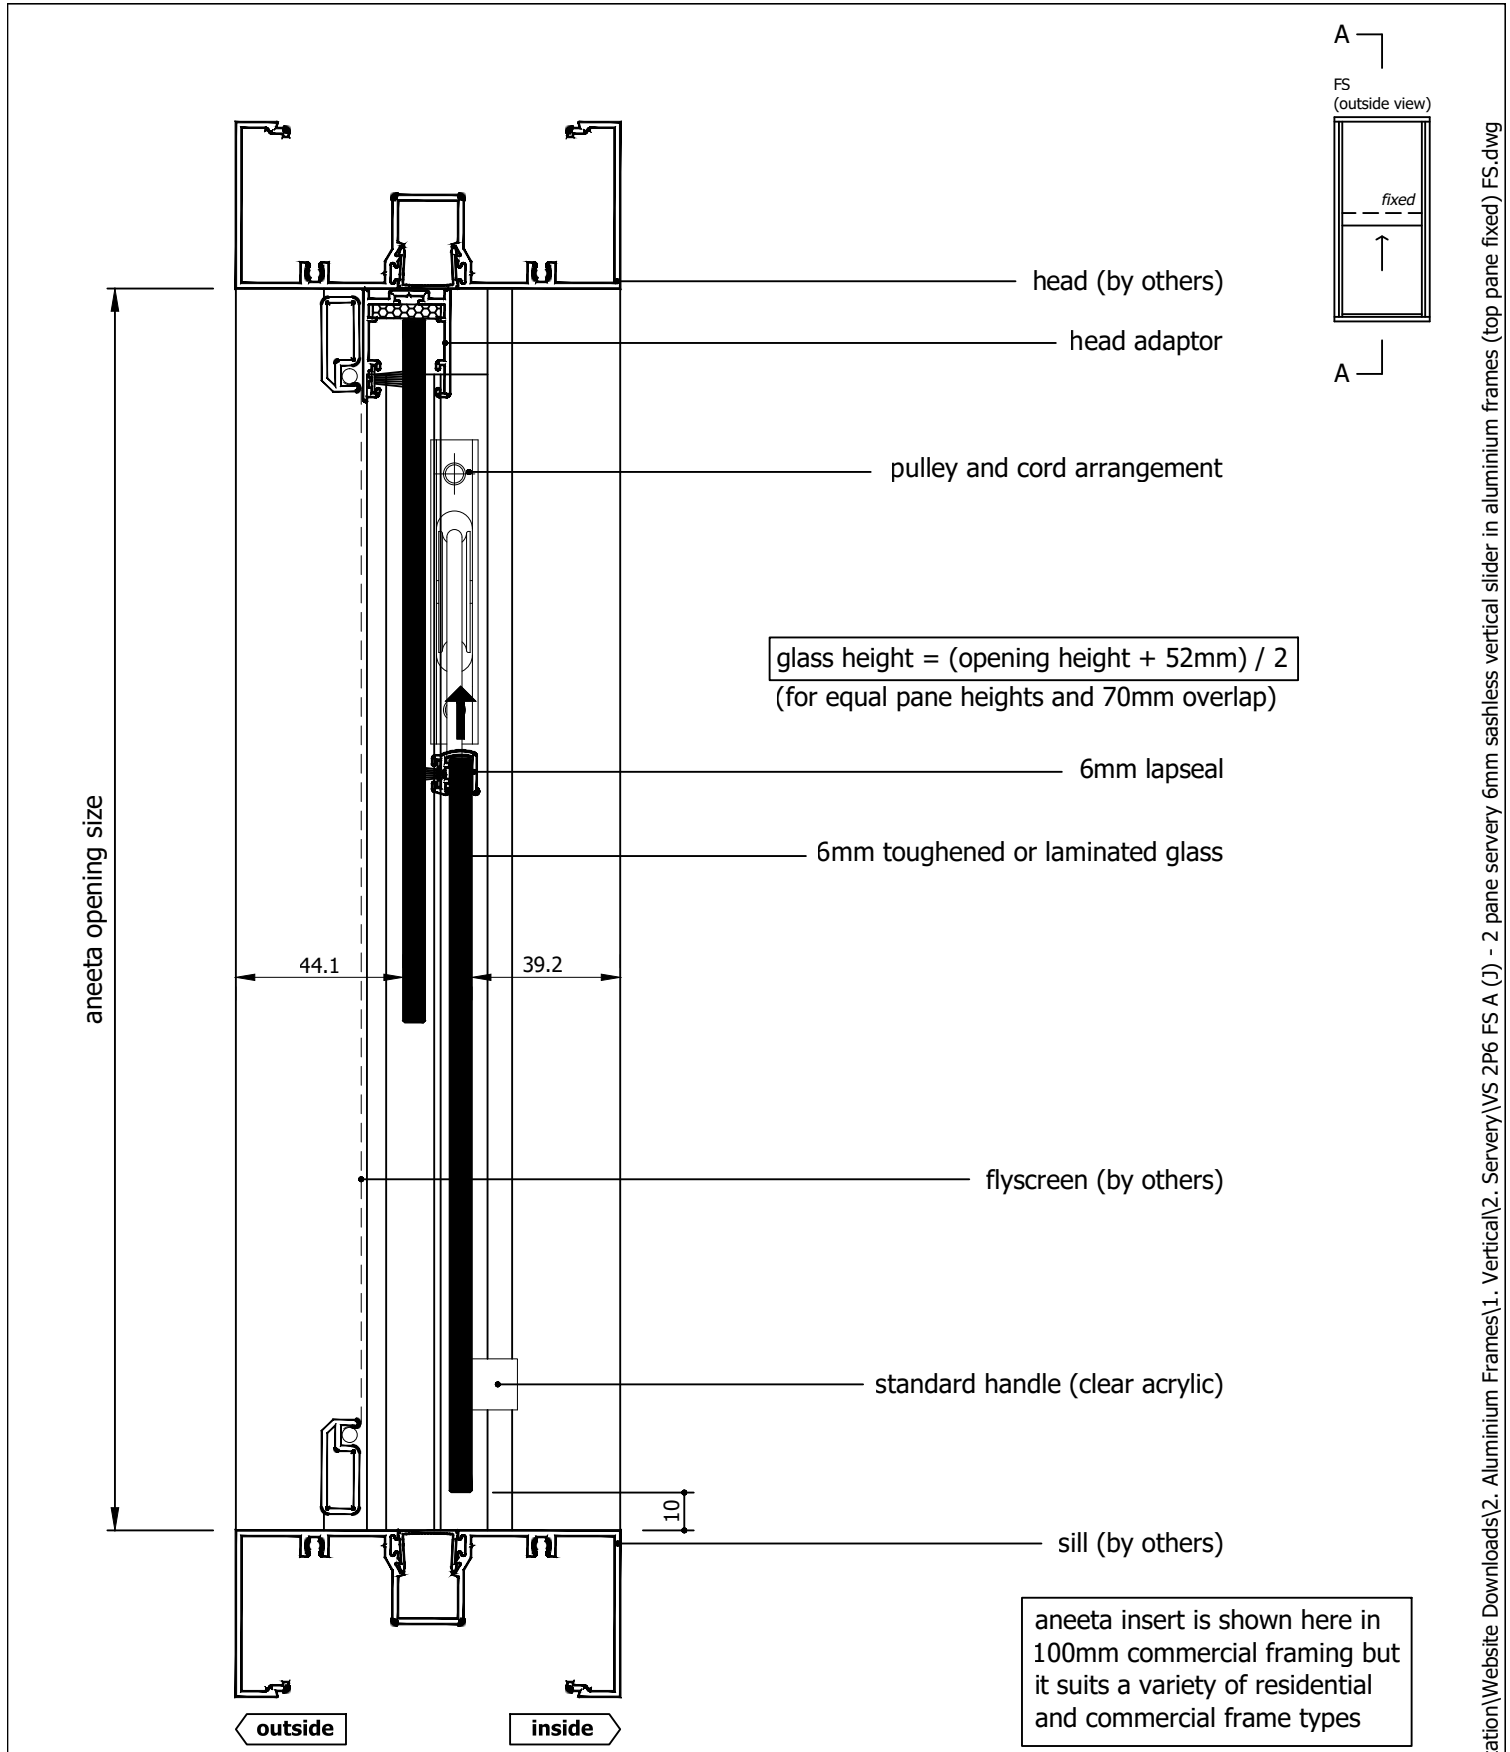 A
FS
(outside view)
fixed
A
head (by others)
head adaptor
pulley and cord arrangement
glass height = (opening height + 52mm) / 2
(for equal pane heights and 70mm overlap)
6mm lapseal
6mm toughened or laminated glass
aneeta opening size
44.1
39.2
flyscreen (by others)
standard handle (clear acrylic)
10
sill (by others)
aneeta insert is shown here in
100mm commercial framing but
it suits a variety of residential
and commercial frame types
outside
inside
ation\Website Downloads\2. Aluminium Frames\1. Vertical\2. Servery\VS 2P6 FS A (J) - 2 pane servery 6mm sashless vertical slider in aluminium frames (top pane fixed) FS.dwg